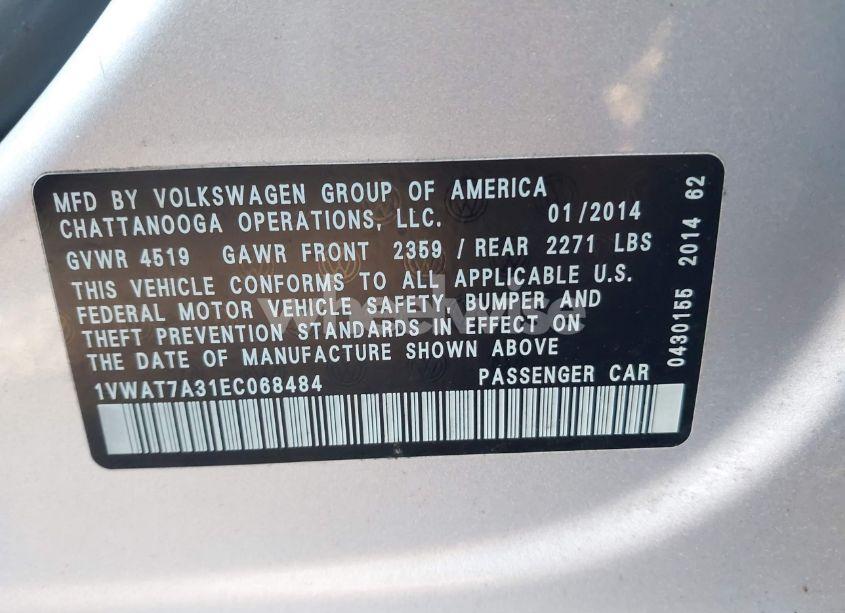 MFD BY VOLKSWAGEN GROUP OF AMERICA
CHATTANOOGA OPERATIONS, LLC. 01/2014
GVWR 4519 GAWR FRONT 2359 / REAR 2271 LBS
THIS VEHICLE CONFORMS TO ALL APPLICABLE U.S.
FEDERAL MOTOR VEHICLE SAFETY, BUMPER AND
THEFT PREVENTION STANDARDS IN EFFECT ON
THE DATE OF MANUFACTURE SHOWN ABOVE
1VWAT7A31EC068484 PASSENGER CAR
0430155 2014 62
wheelwise